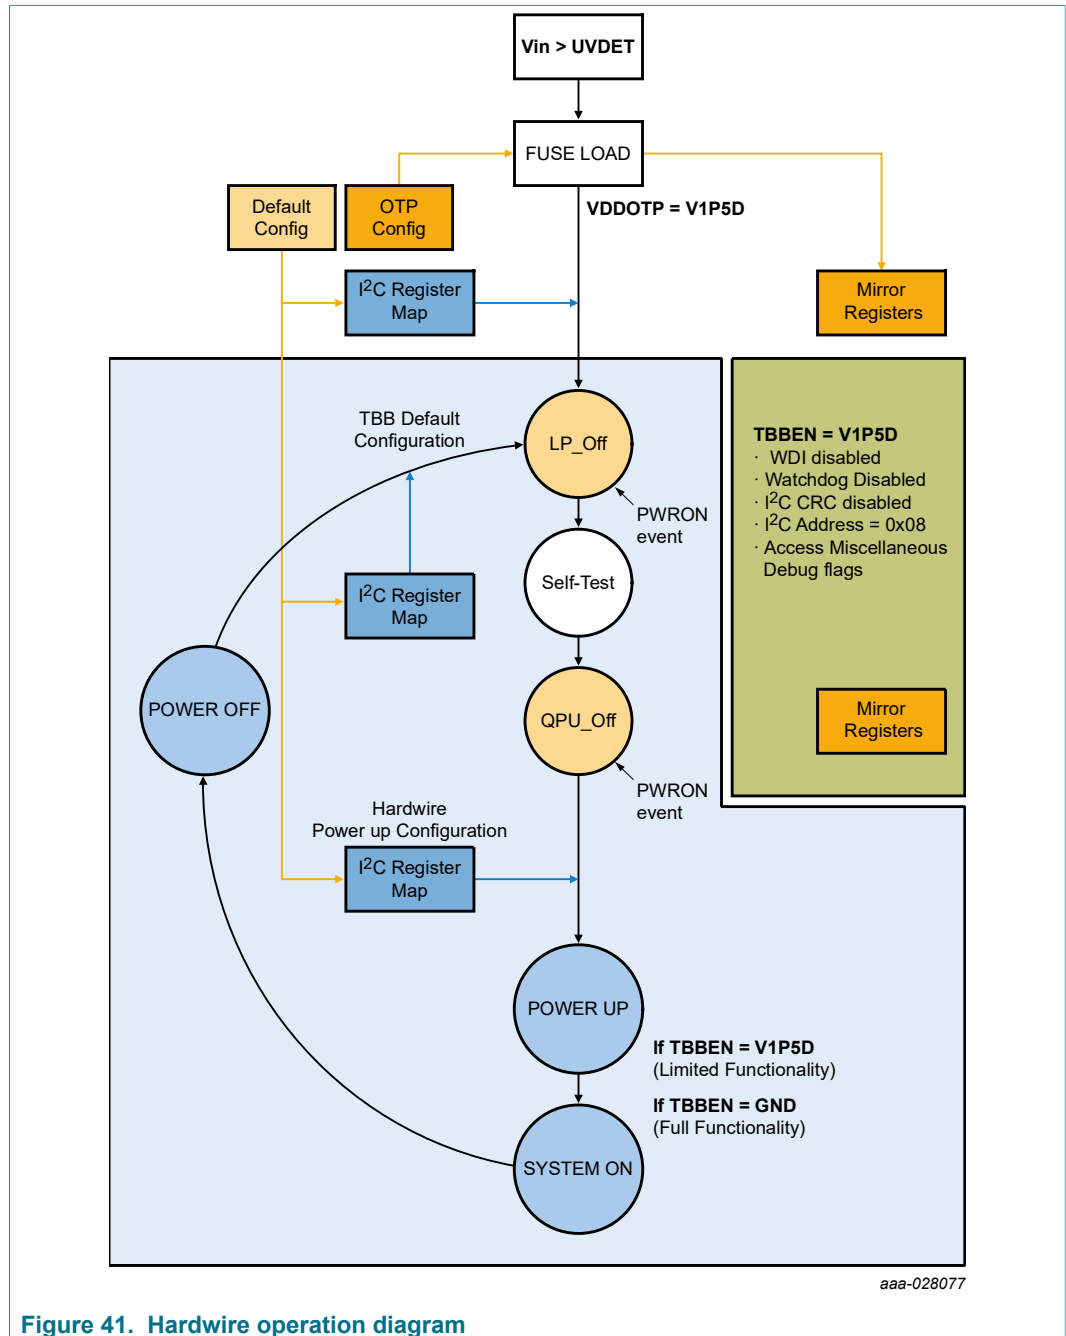 Vin > UVDET
FUSE LOAD
VDDOTP = V1P5D
Default
Config
OTP
Config
I2C Register
Map
Mirror
Registers
TBB Default
Configuration
LP_Off
PWRON
event
TBBEN = V1P5D
· WDI disabled
· Watchdog Disabled
· I2C CRC disabled
· I2C Address = 0x08
· Access Miscellaneous
Debug flags
Self-Test
I2C Register
Map
POWER OFF
QPU_Off
Mirror
Registers
PWRON
event
Hardwire
Power up Configuration
I2C Register
Map
POWER UP
If TBBEN = V1P5D
(Limited Functionality)
If TBBEN = GND
(Full Functionality)
SYSTEM ON
aaa-028077
Figure 41. Hardwire operation diagram